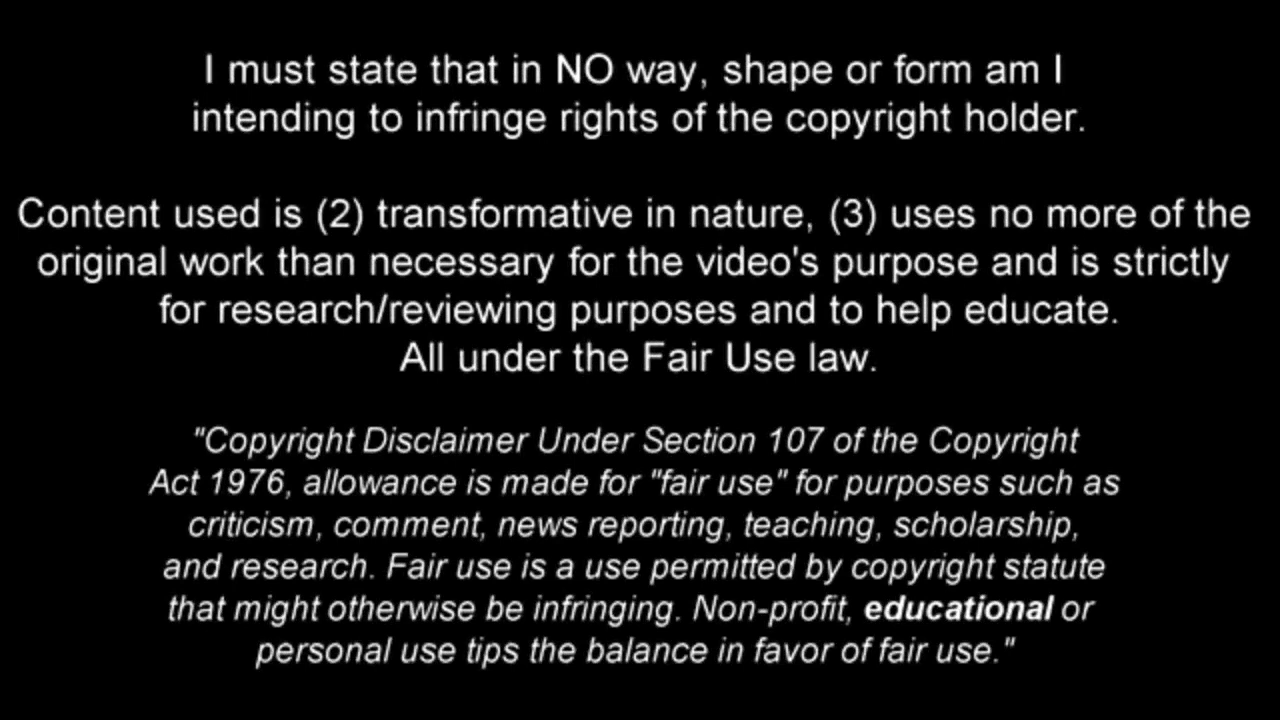 I must state that in NO way, shape or form am I
intending to infringe rights of the copyright holder.
Content used is (2) transformative in nature, (3) uses no more of the
original work than necessary for the video's purpose and is strictly
for research/reviewing purposes and to help educate.
All under the Fair Use law.
"Copyright Disclaimer Under Section 107 of the Copyright
Act 1976, allowance is made for "fair use" for purposes such as
criticism, comment, news reporting, teaching, scholarship,
and research. Fair use is a use permitted by copyright statute
that might otherwise be infringing. Non-profit, educational or
personal use tips the balance in favor of fair use."